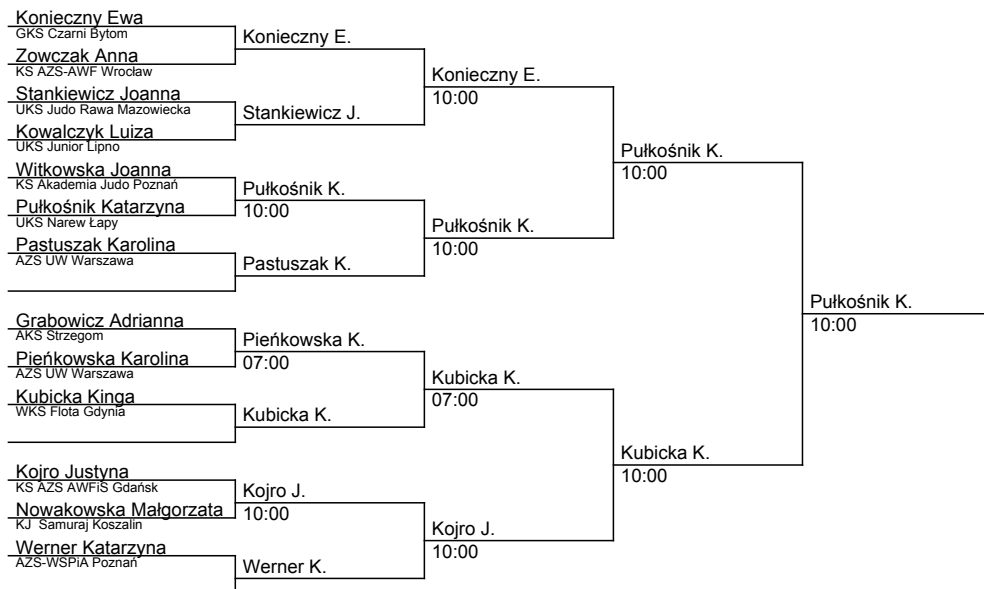 Konieczny Ewa
GKS Czarni Bytom
Konieczny E.
Zowczak Anna
KS AZS-AWF Wrocław
Konieczny E.
10:00
Stankiewicz Joanna
UKS Judo Rawa Mazowiecka
Stankiewicz J.
Kowalczyk Luiza
UKS Junior Lipno
Pułkośnik K.
10:00
Witkowska Joanna
KS Akademia Judo Poznań
Pułkośnik K.
10:00
Pułkośnik Katarzyna
UKS Narew Łapy
Pułkośnik K.
10:00
Pastuszak Karolina
AZS UW Warszawa
Pastuszak K.
Pułkośnik K.
10:00
Grabowicz Adrianna
AKS Strzegom
Pieńkowska K.
07:00
Pieńkowska Karolina
AZS UW Warszawa
Kubicka K.
07:00
Kubicka Kinga
WKS Flota Gdynia
Kubicka K.
Kubicka K.
10:00
Kojro Justyna
KS AZS AWFiS Gdańsk
Kojro J.
10:00
Nowakowska Małgorzata
KJ  Samuraj Koszalin
Kojro J.
10:00
Werner Katarzyna
AZS-WSPiA Poznań
Werner K.